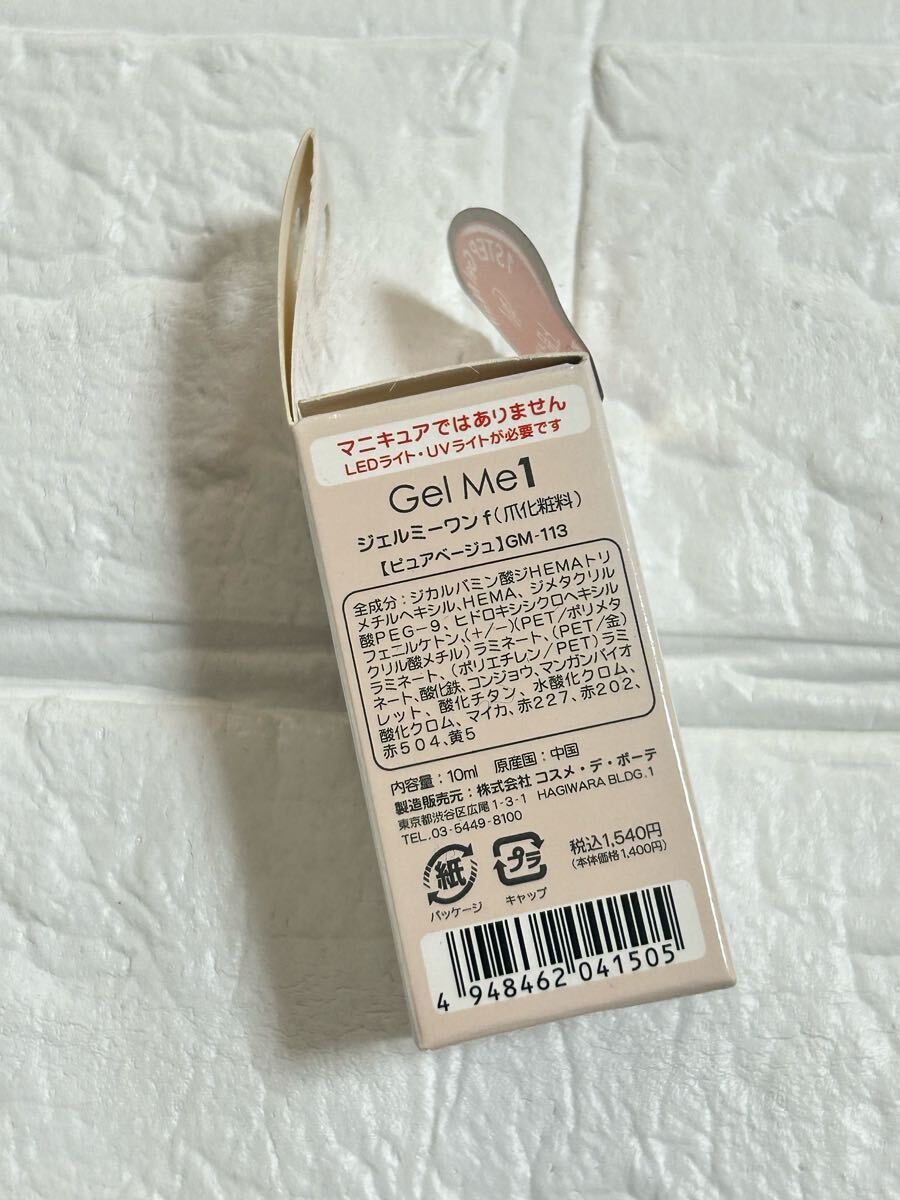 1 STEP Gel
マニキュアではありません
LEDライト・UVライトが必要です
Gel Me1
ジェルミーワン f (爪化粧料)
【ピュアベージュ】GM-113
全成分:ジカルバミン酸ジHEMAトリ
メチルヘキシル、HEMA、ジメタクリル
酸PEG-9、ヒドロキシシクロヘキシル
フェニルケトン、(+/-)(PET/ポリメタ
クリル酸メチル)ラミネート、(PET/金)
ラミネート、(ポリエチレン/PET)ラミ
ネート、酸化鉄、コンジョウ、マンガンバイオ
レット、酸化チタン、水酸化クロム、
酸化クロム、マイカ、赤227、赤202、
赤504、黄5
内容量:10ml 原産国:中国
製造販売元:株式会社 コスメ・デ・ボーテ
東京都渋谷区広尾1-3-1 HAGIWARA BLDG.1
TEL.03-5449-8100
紙
パッケージ
プラ
キャップ
税込1,540円
(本体価格1,400円)
4 948462 041505